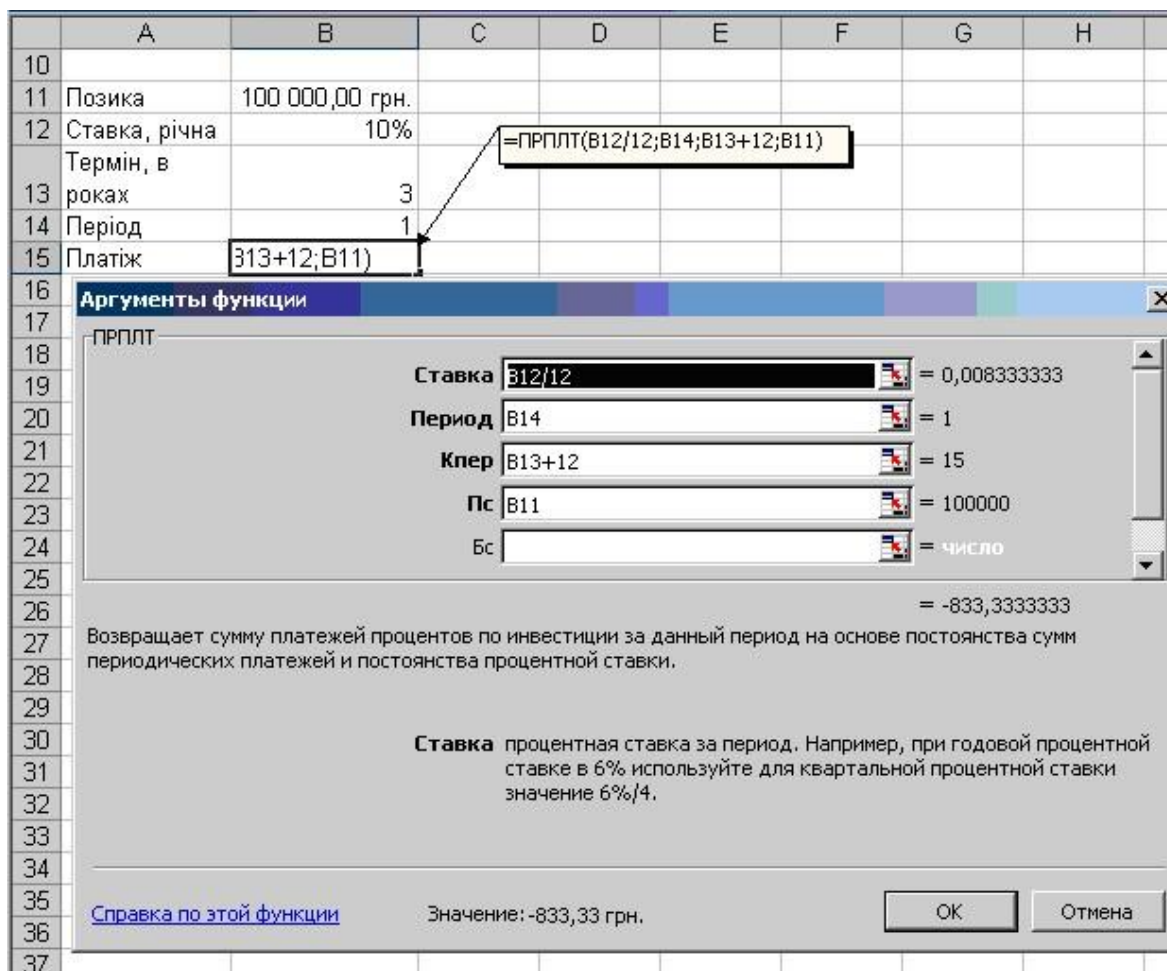 A B C D E F G H
10
11 Позика 100 000,00 грн.
12 Ставка, річна 10%
=ПРПЛТ(B12/12;B14;B13+12;B11)
Термін, в
13 роках 3
14 Період 1
15 Платіж B13+12;B11)
16
Аргументы функции
17
ПРПЛТ
18
Ставка B12/12 = 0,008333333
19
20 Период B14 = 1
21
Кпер B13+12 = 15
22
23 Пс B11 = 100000
24 Бс = число
25
26 = -833,3333333
27 Возвращает сумму платежей процентов по инвестиции за данный период на основе постоянства сумм
28 периодических платежей и постоянства процентной ставки.
29
30 Ставка процентная ставка за период. Например, при годовой процентной
31 ставке в 6% используйте для квартальной процентной ставки
32 значение 6%/4.
33
34
35 Справка по этой функции Значение:-833,33 грн. OK Отмена
36
37